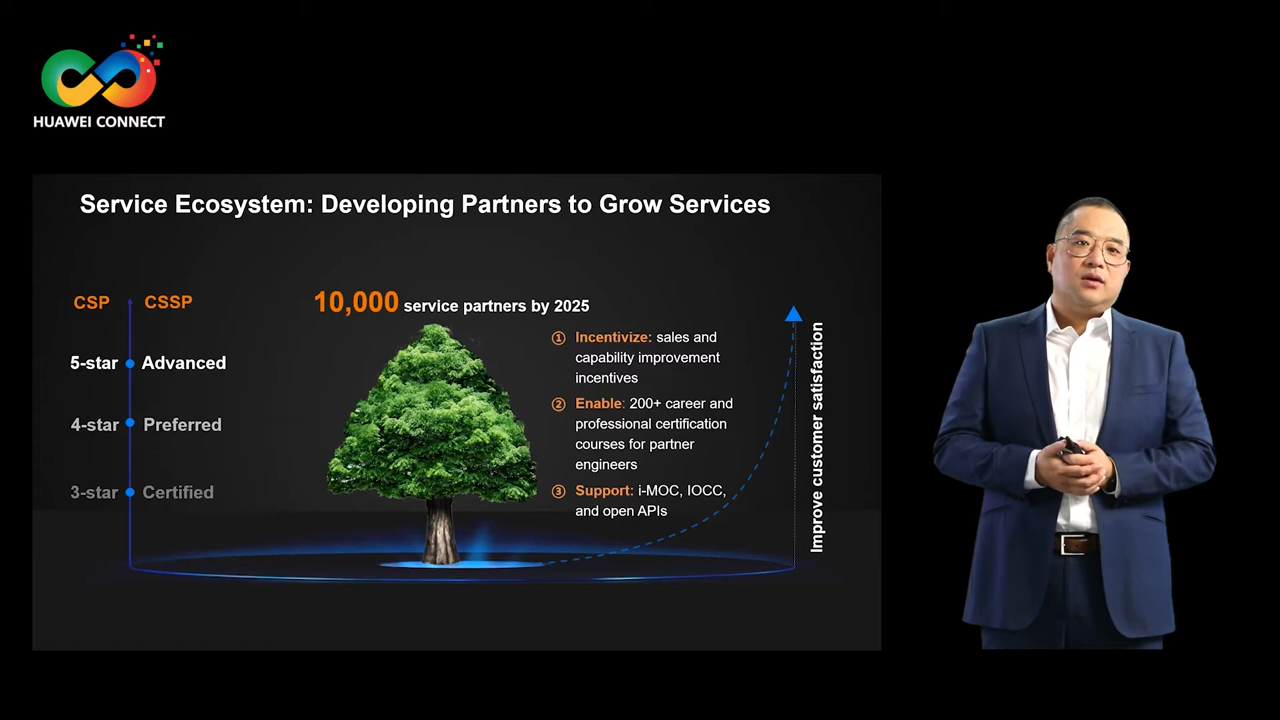 HUAWEI CONNECT
Service Ecosystem: Developing Partners to Grow Services
CSP
CSSP
5-star
Advanced
4-star
Preferred
3-star
Certified
10,000 service partners by 2025
① Incentivize: sales and
capability improvement
incentives
② Enable: 200+ career and
professional certification
courses for partner
engineers
③ Support: i-MOC, IOCC,
and open APIs
Improve customer satisfaction